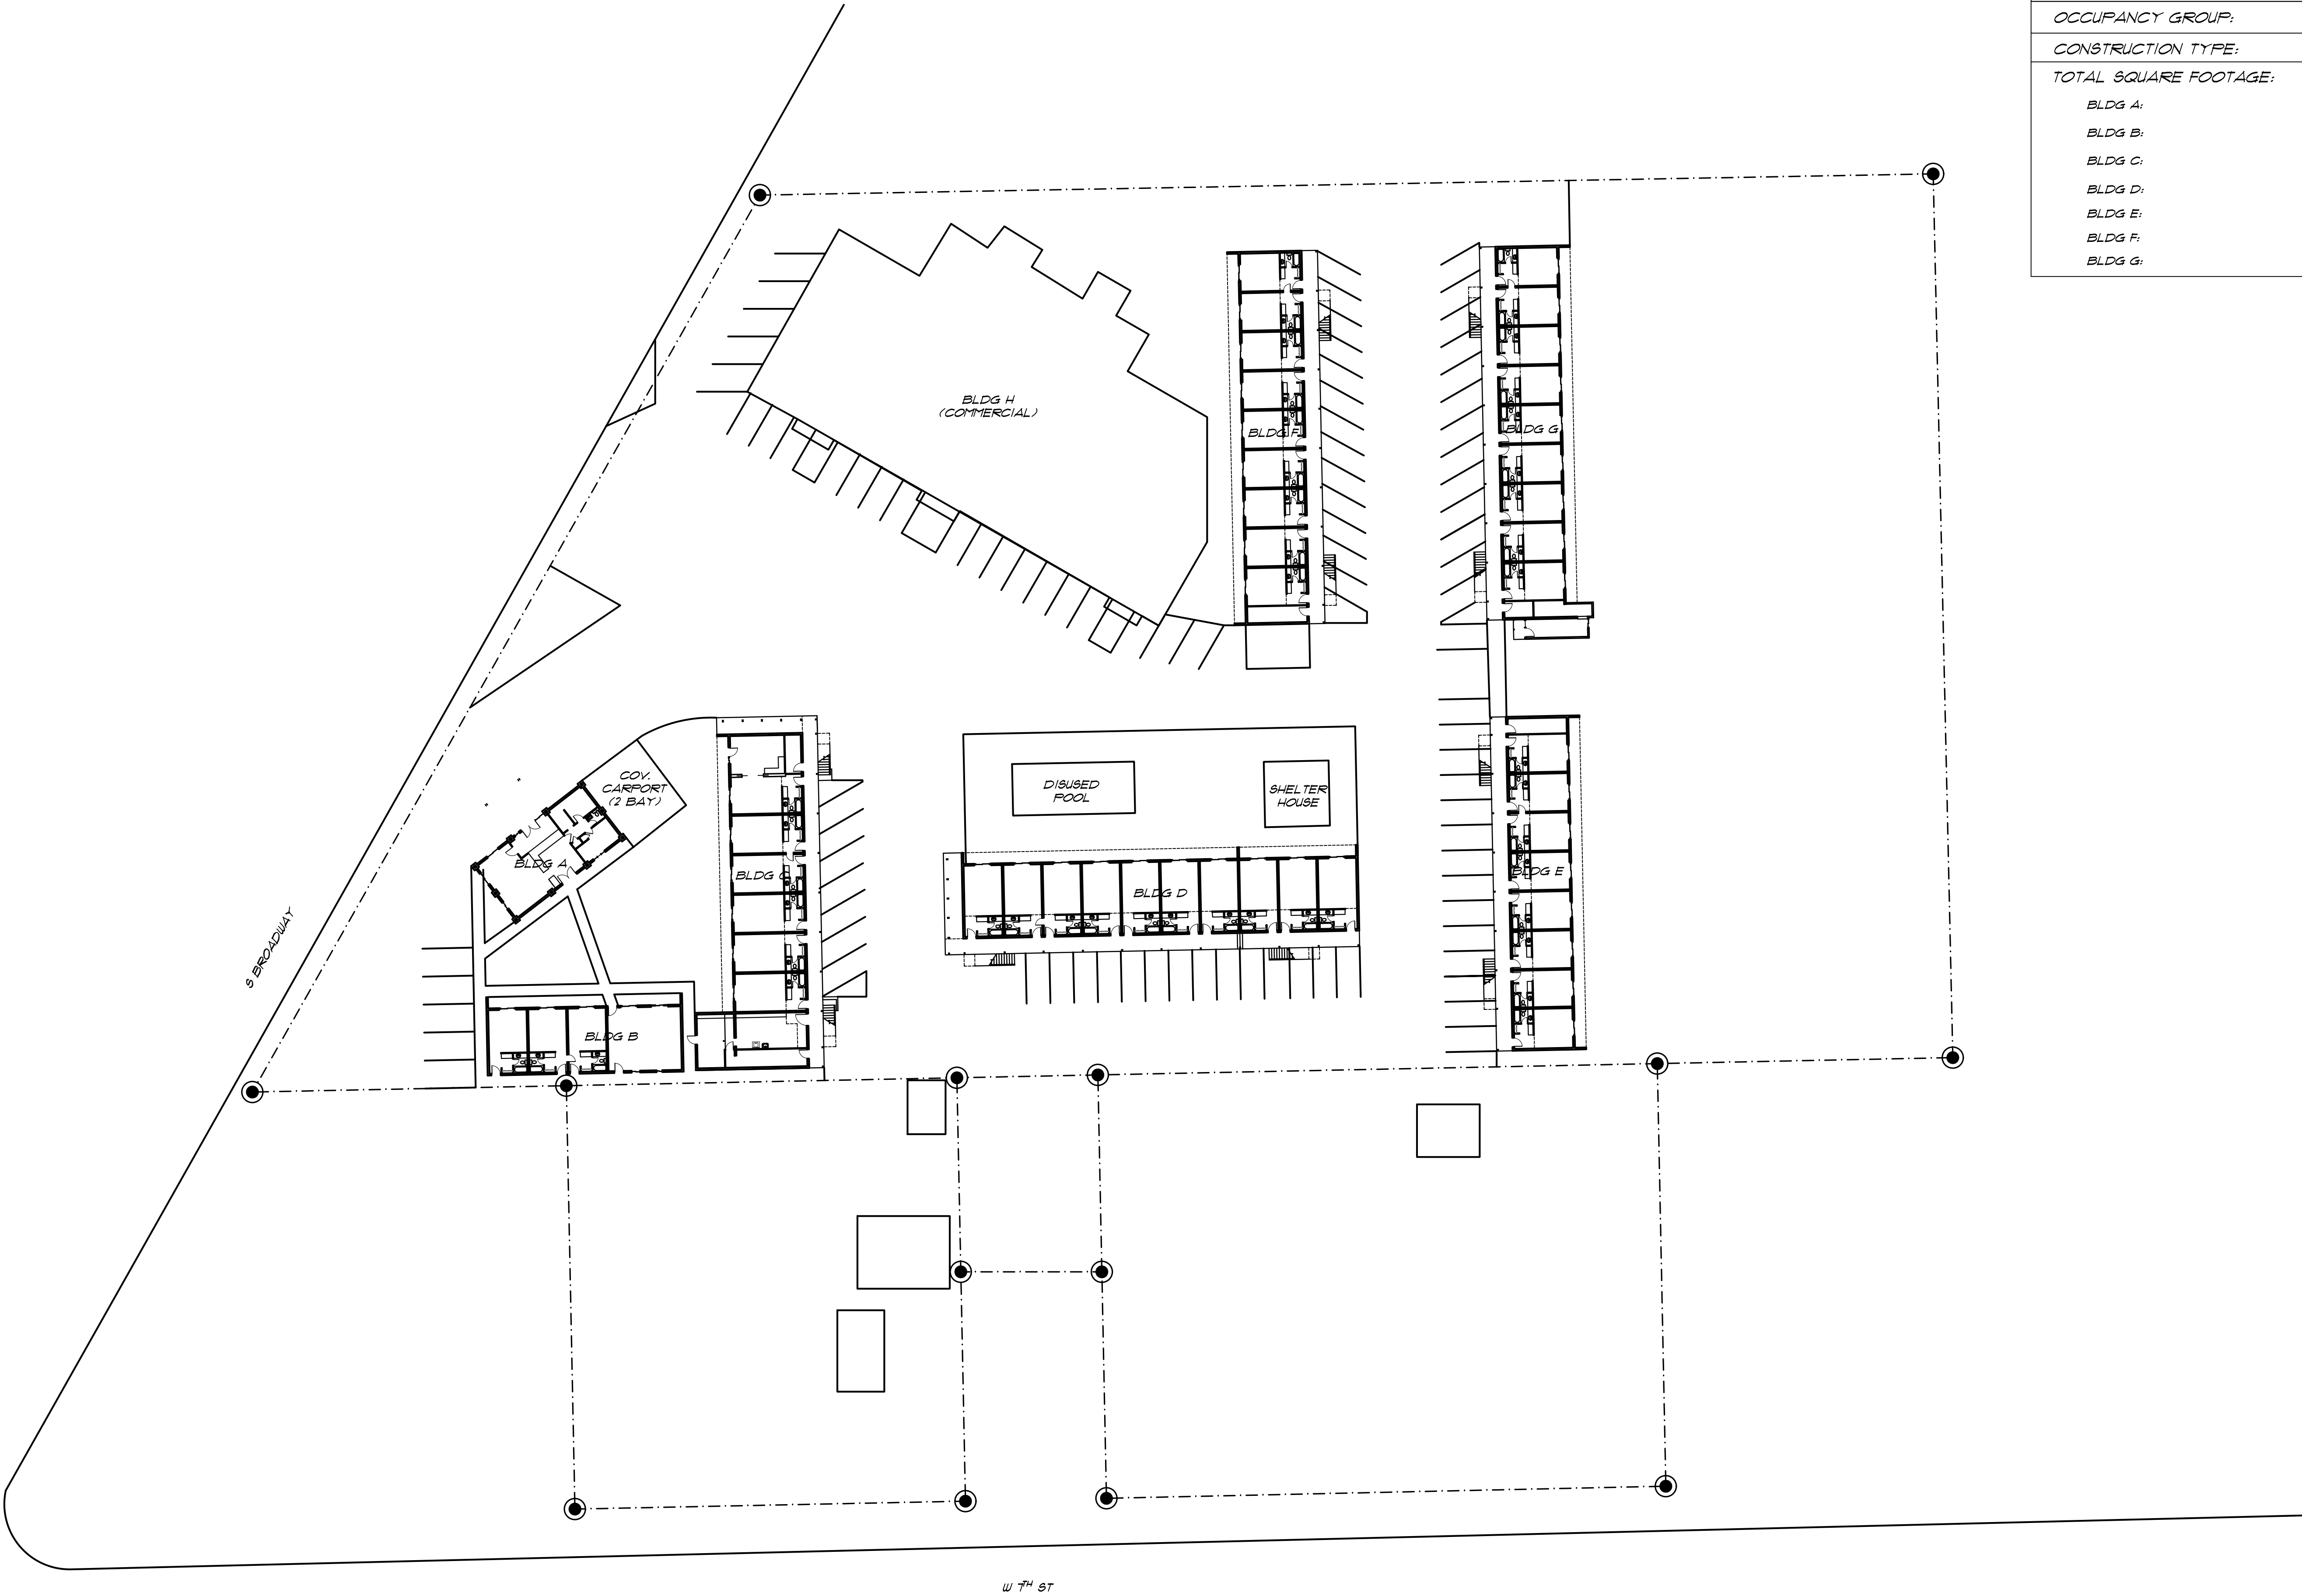 OCCUPANCY GROUP:
CONSTRUCTION TYPE:
TOTAL SQUARE FOOTAGE:
BLDG A:
BLDG B:
BLDG C:
BLDG D:
BLDG E:
BLDG F:
BLDG G:
BLDG H
(COMMERCIAL)
BLDG F
BLDG G
COV.
CARPORT
(2 BAY)
DISUSED
POOL
SHELTER
HOUSE
BLDG A
BLDG C
BLDG D
BLDG E
S BROADWAY
BLDG B
W 7TH ST